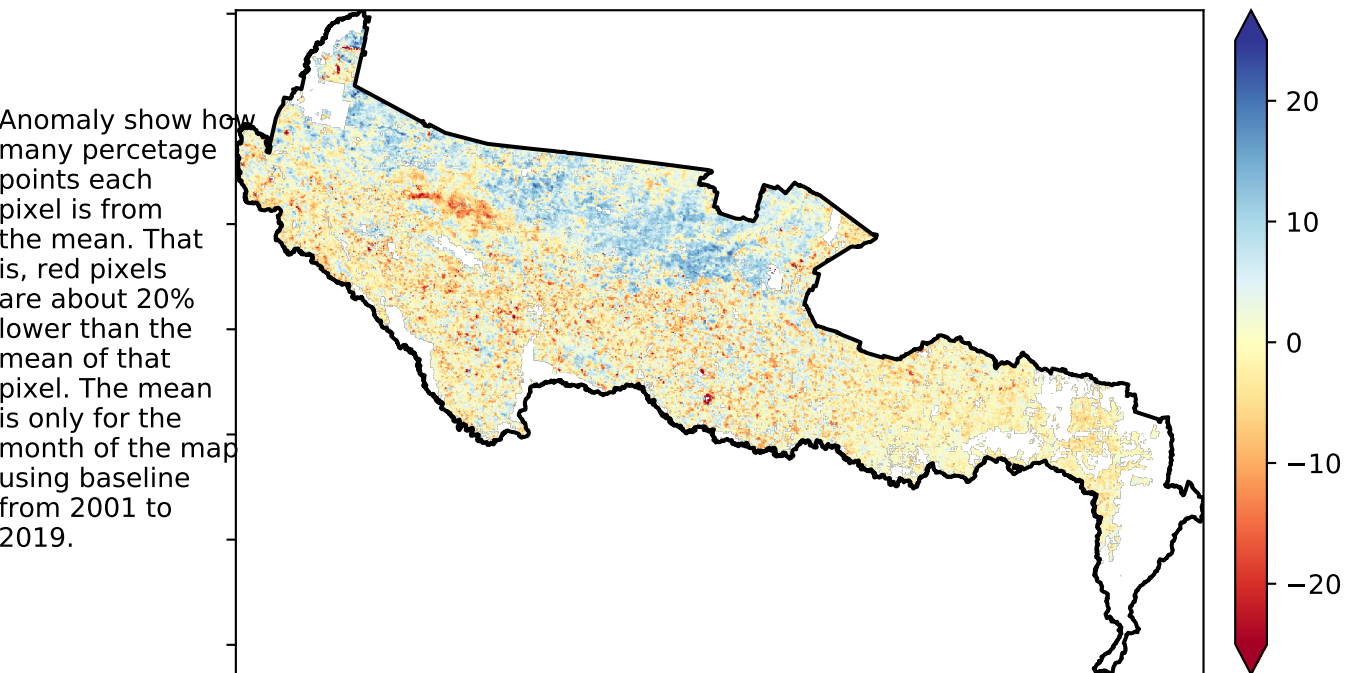 Anomaly show how
many percetage
points each
pixel is from
the mean. That
is, red pixels
are about 20%
lower than the
mean of that
pixel. The mean
is only for the
month of the map
using baseline
from 2001 to
2019.
20
10
0
−10
−20